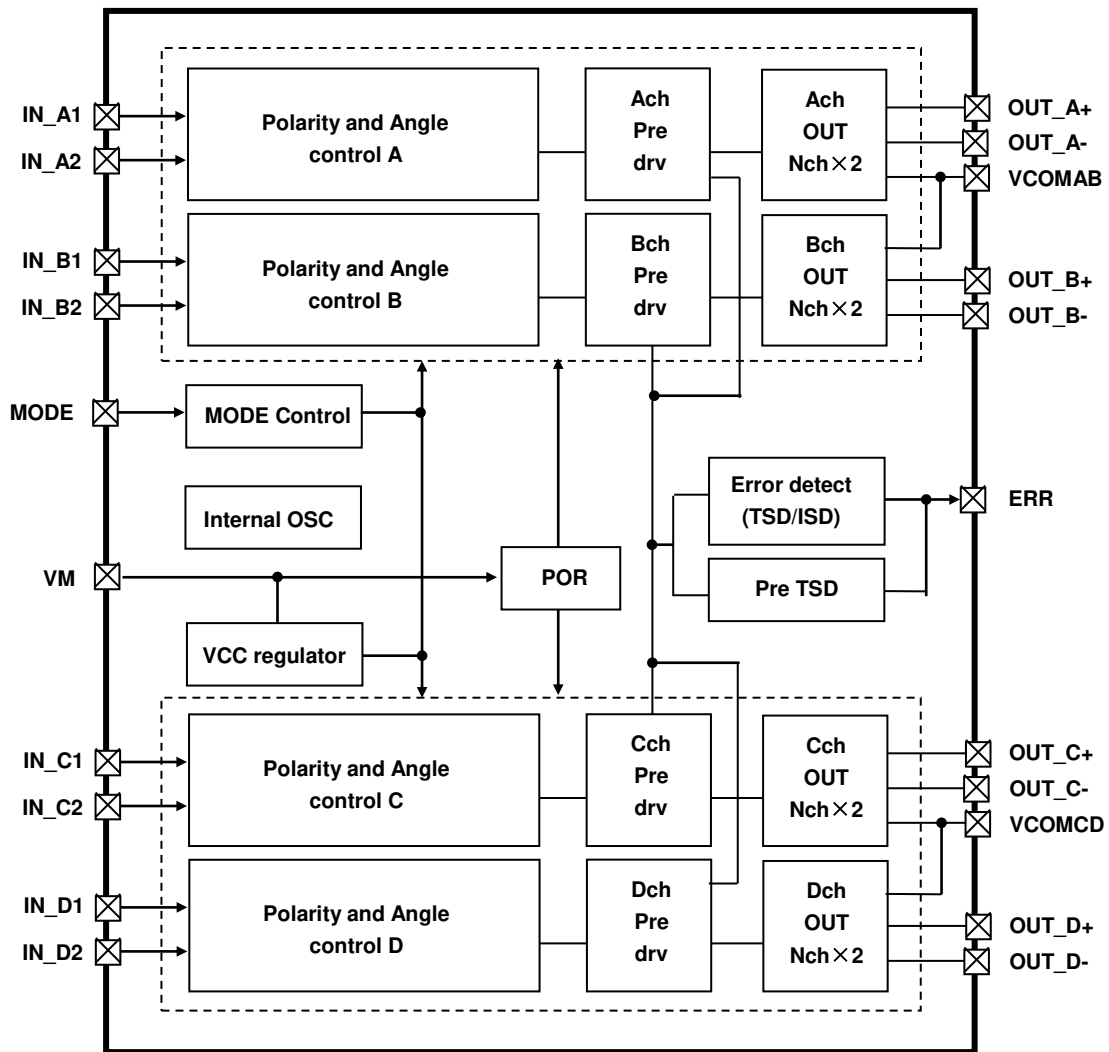 IN_A1
IN_A2
Polarity and Angle
control A
Ach
Pre
drv
Ach
OUT
Nch×2
OUT_A+
OUT_A-
VCOMAB
IN_B1
IN_B2
Polarity and Angle
control B
Bch
Pre
drv
Bch
OUT
Nch×2
OUT_B+
OUT_B-
MODE
MODE Control
Internal OSC
VM
POR
VCC regulator
Error detect
(TSD/ISD)
Pre TSD
ERR
IN_C1
IN_C2
Polarity and Angle
control C
Cch
Pre
drv
Cch
OUT
Nch×2
OUT_C+
OUT_C-
VCOMCD
IN_D1
IN_D2
Polarity and Angle
control D
Dch
Pre
drv
Dch
OUT
Nch×2
OUT_D+
OUT_D-